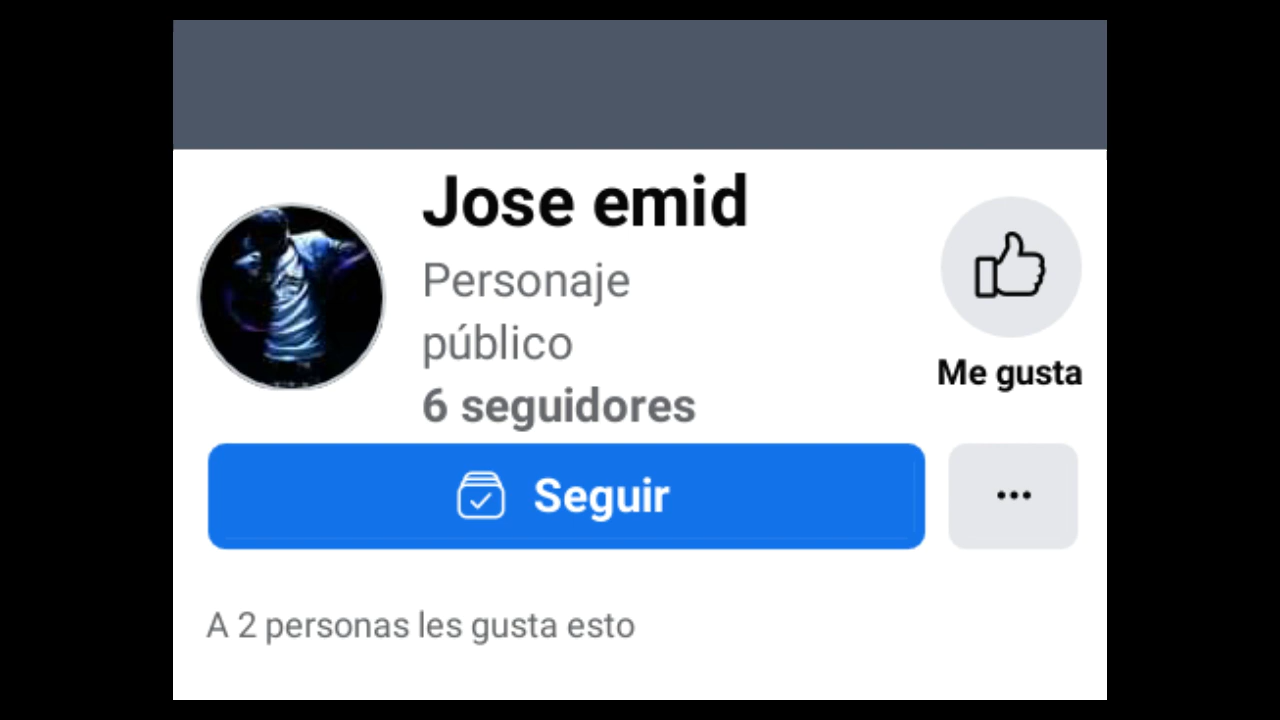 Jose emid
Personaje
público
6 seguidores
Me gusta
Seguir
A 2 personas les gusta esto